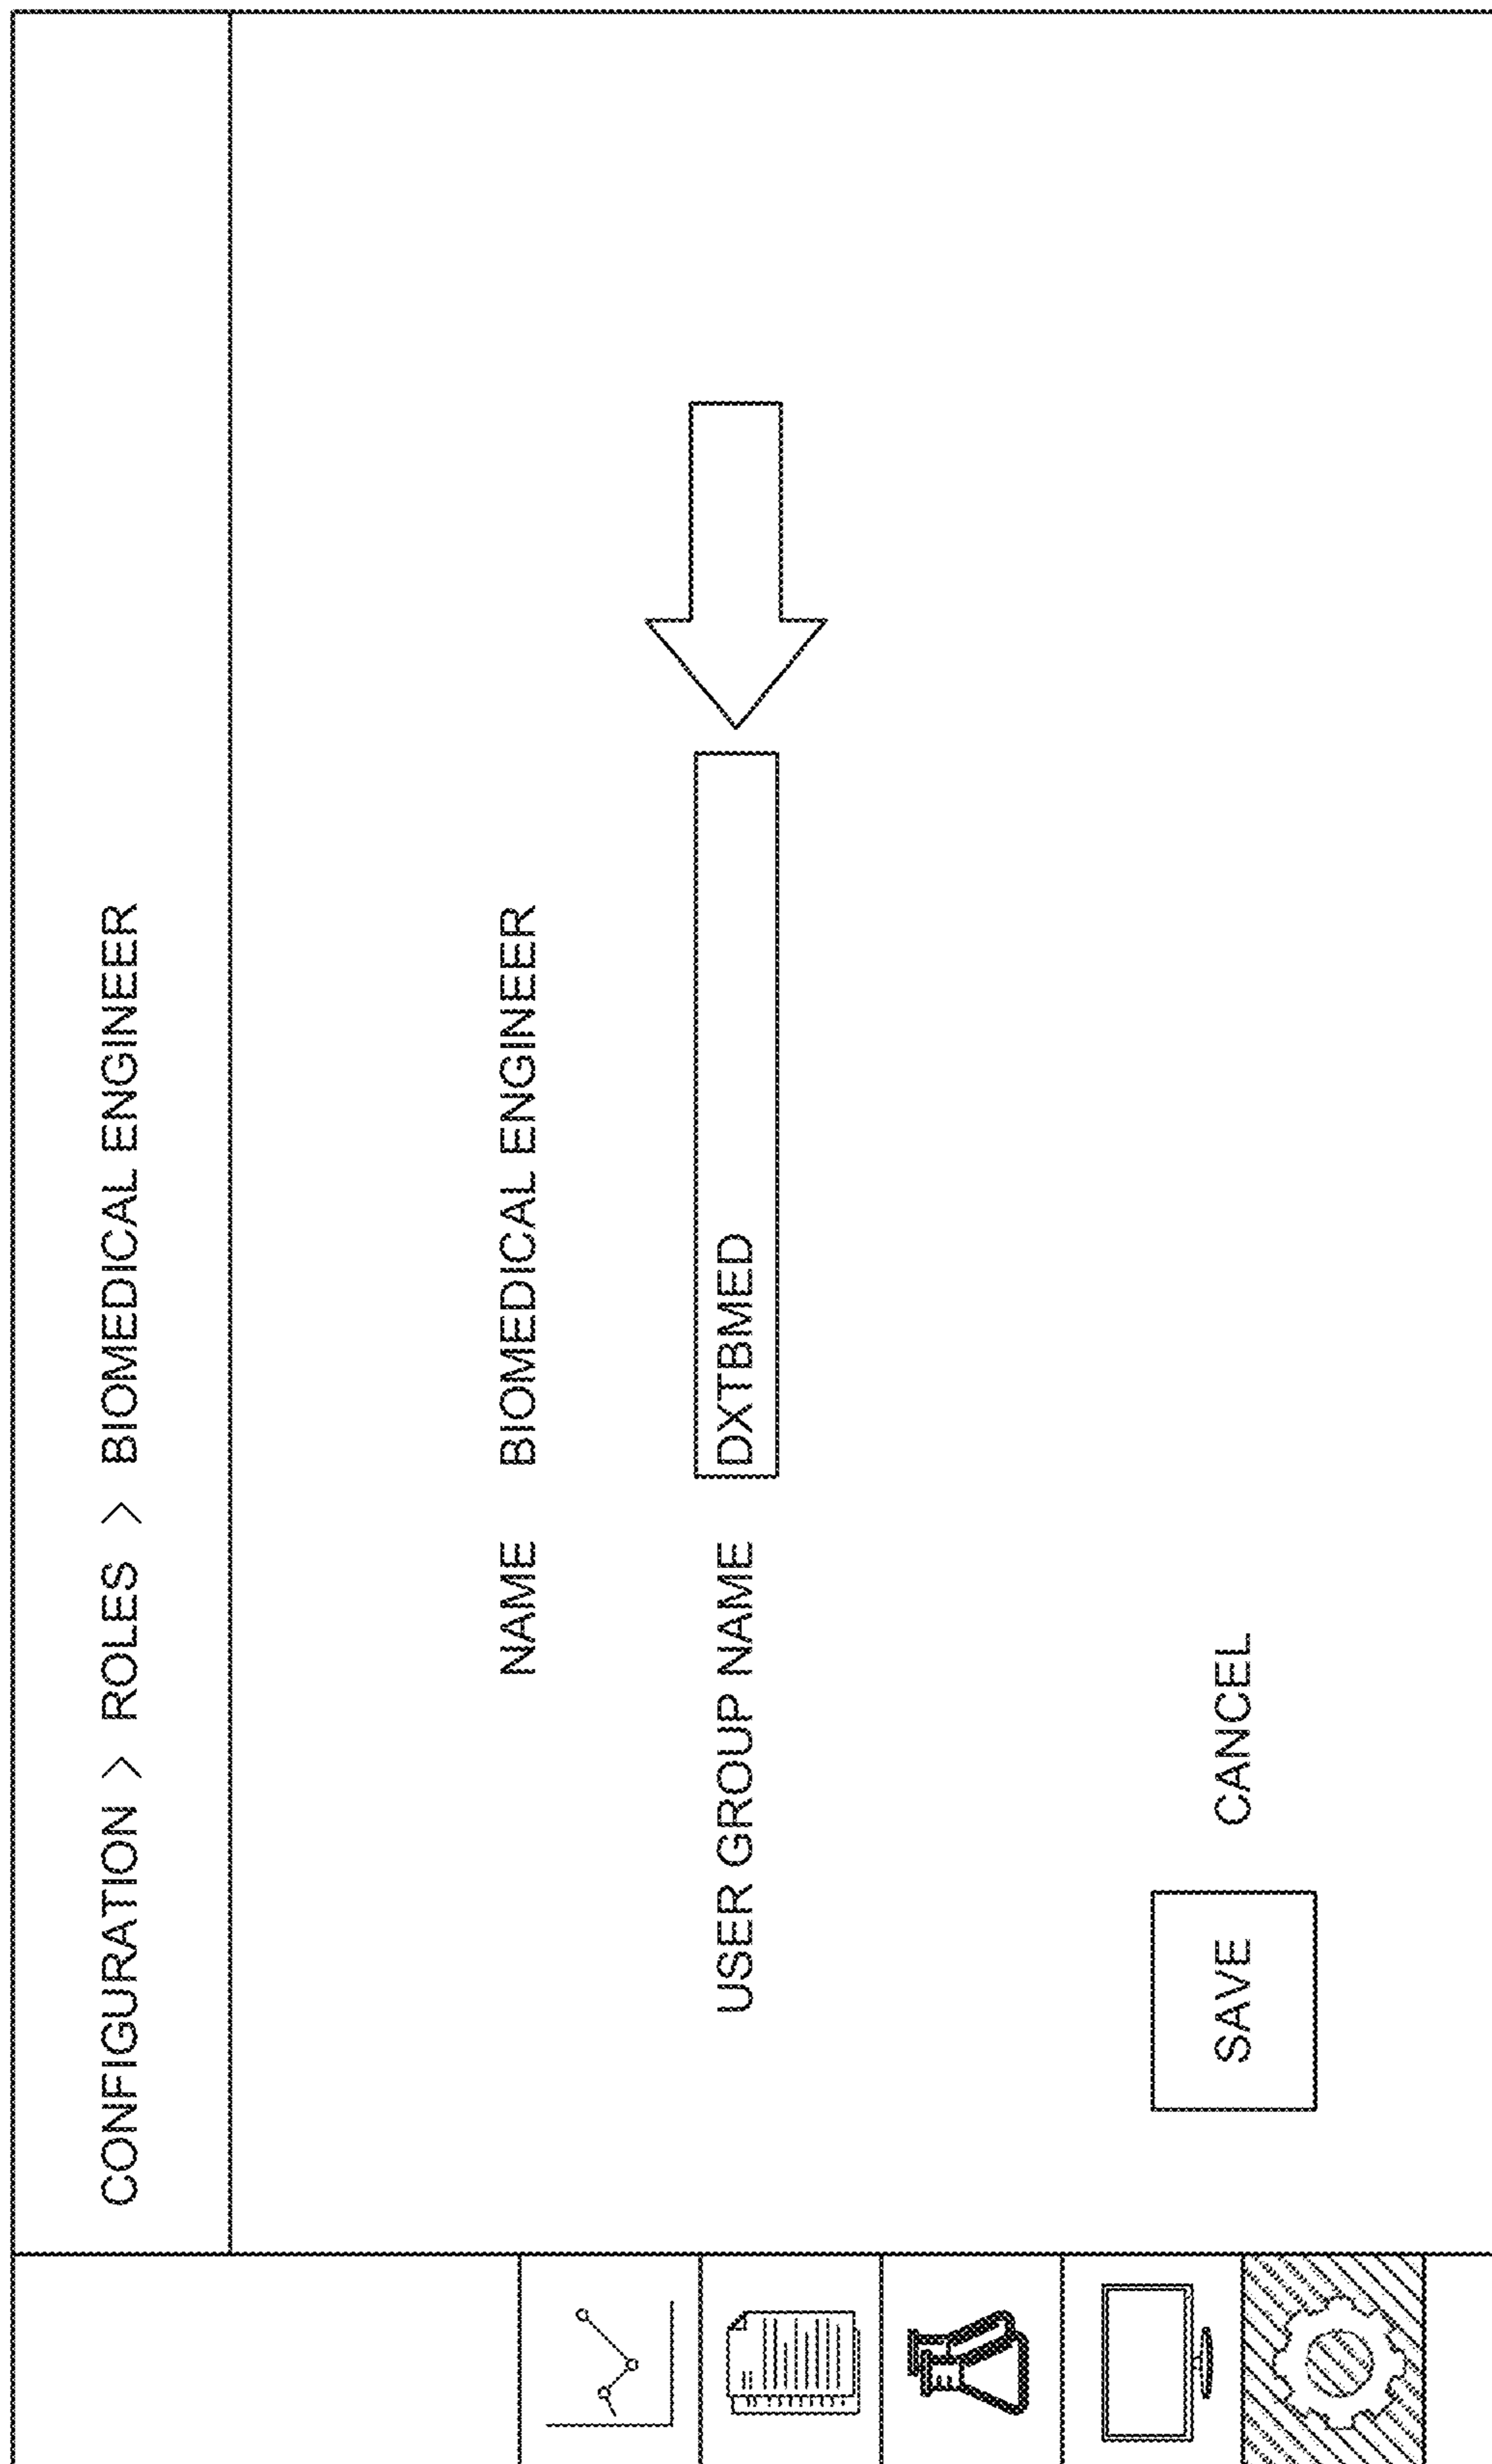 CONFIGURATION > ROLES > BIOMEDICAL ENGINEER
NAME BIOMEDICAL ENGINEER
USER GROUP NAME DXTBMED
SAVE CANCEL